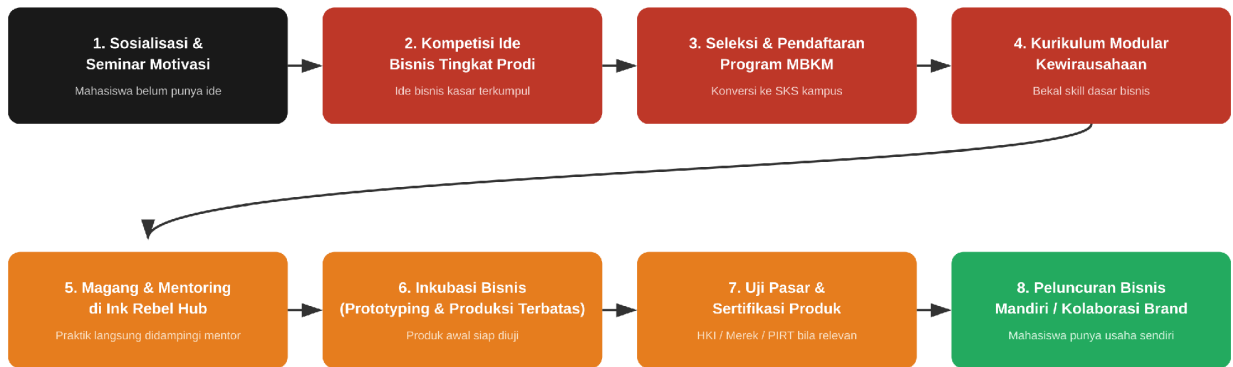 1. Sosialisasi &
Seminar Motivasi
Mahasiswa belum punya ide
2. Kompetisi Ide
Bisnis Tingkat Prodi
Ide bisnis kasar terkumpul
3. Seleksi & Pendaftaran
Program MBKM
Konversi ke SKS kampus
4. Kurikulum Modular
Kewirausahaan
Bekal skill dasar bisnis
5. Magang & Mentoring
di Ink Rebel Hub
Praktik langsung didampingi mentor
6. Inkubasi Bisnis
(Prototyping & Produksi Terbatas)
Produk awal siap diuji
7. Uji Pasar &
Sertifikasi Produk
HKI / Merek / PIRT bila relevan
8. Peluncuran Bisnis
Mandiri / Kolaborasi Brand
Mahasiswa punya usaha sendiri